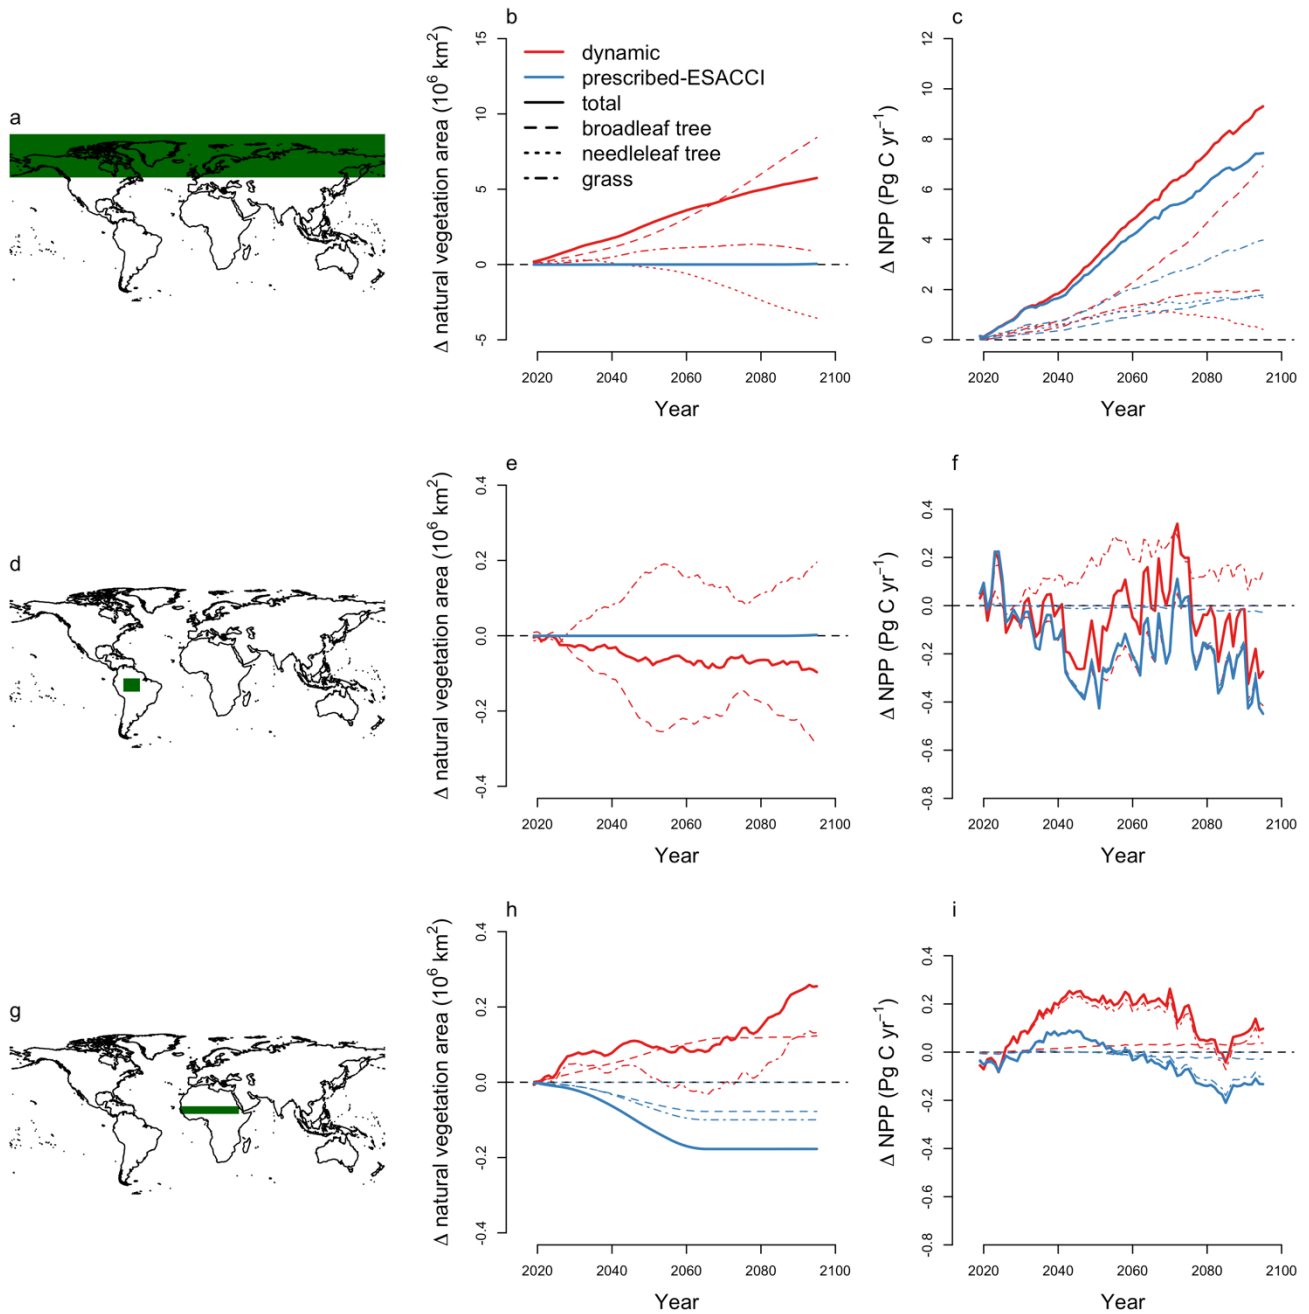 a
b
Δ natural vegetation area (10⁶ km²)
15
10
5
0
-5
dynamic
prescribed-ESACCI
total
broadleaf tree
needleleaf tree
grass
2020 2040 2060 2080 2100
Year
c
Δ NPP (Pg C yr⁻¹)
12
10
8
6
4
2
0
2020 2040 2060 2080 2100
Year
d
e
Δ natural vegetation area (10⁶ km²)
0.4
0.2
0.0
-0.2
-0.4
2020 2040 2060 2080 2100
Year
f
Δ NPP (Pg C yr⁻¹)
0.4
0.2
0.0
-0.2
-0.4
-0.6
-0.8
2020 2040 2060 2080 2100
Year
g
h
Δ natural vegetation area (10⁶ km²)
0.4
0.2
0.0
-0.2
-0.4
2020 2040 2060 2080 2100
Year
i
Δ NPP (Pg C yr⁻¹)
0.4
0.2
0.0
-0.2
-0.4
-0.6
-0.8
2020 2040 2060 2080 2100
Year